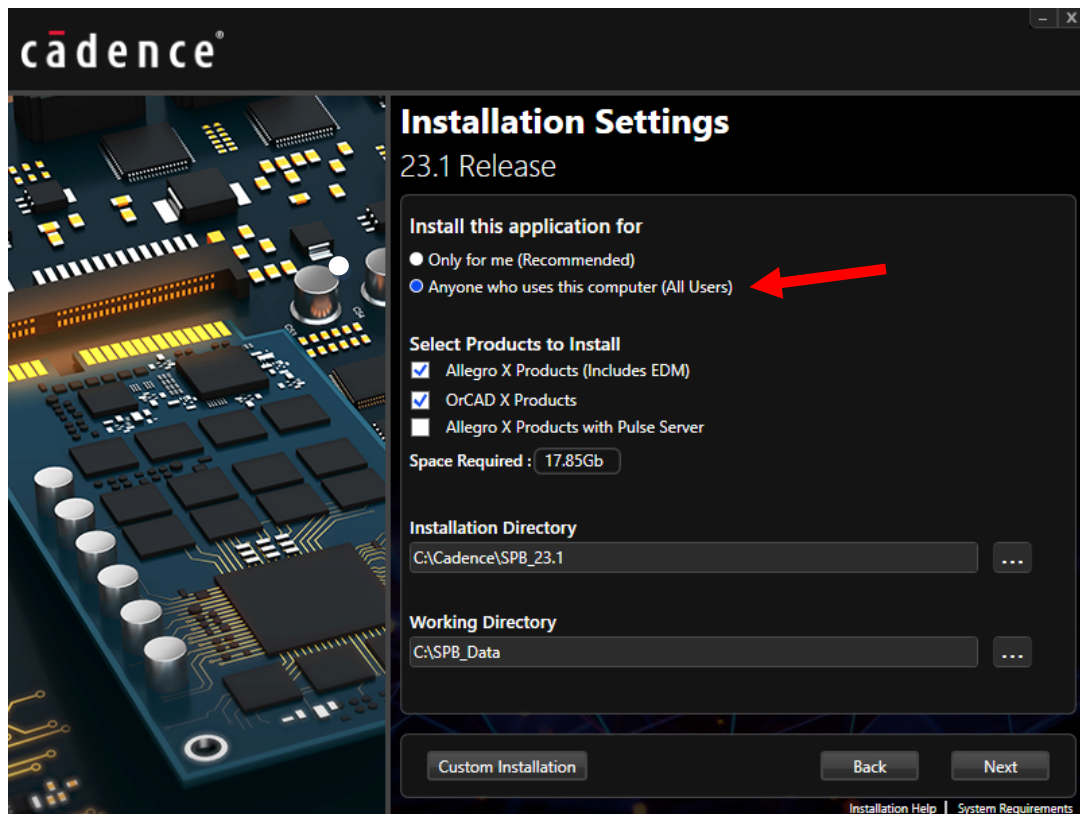 cādence®
– X
Installation Settings
23.1 Release
Install this application for
Only for me (Recommended)
Anyone who uses this computer (All Users)
Select Products to Install
Allegro X Products (Includes EDM)
OrCAD X Products
Allegro X Products with Pulse Server
Space Required : 17.85Gb
Installation Directory
C:\Cadence\SPB_23.1
...
Working Directory
C:\SPB_Data
...
Custom Installation Back Next
Installation Help | System Requirements